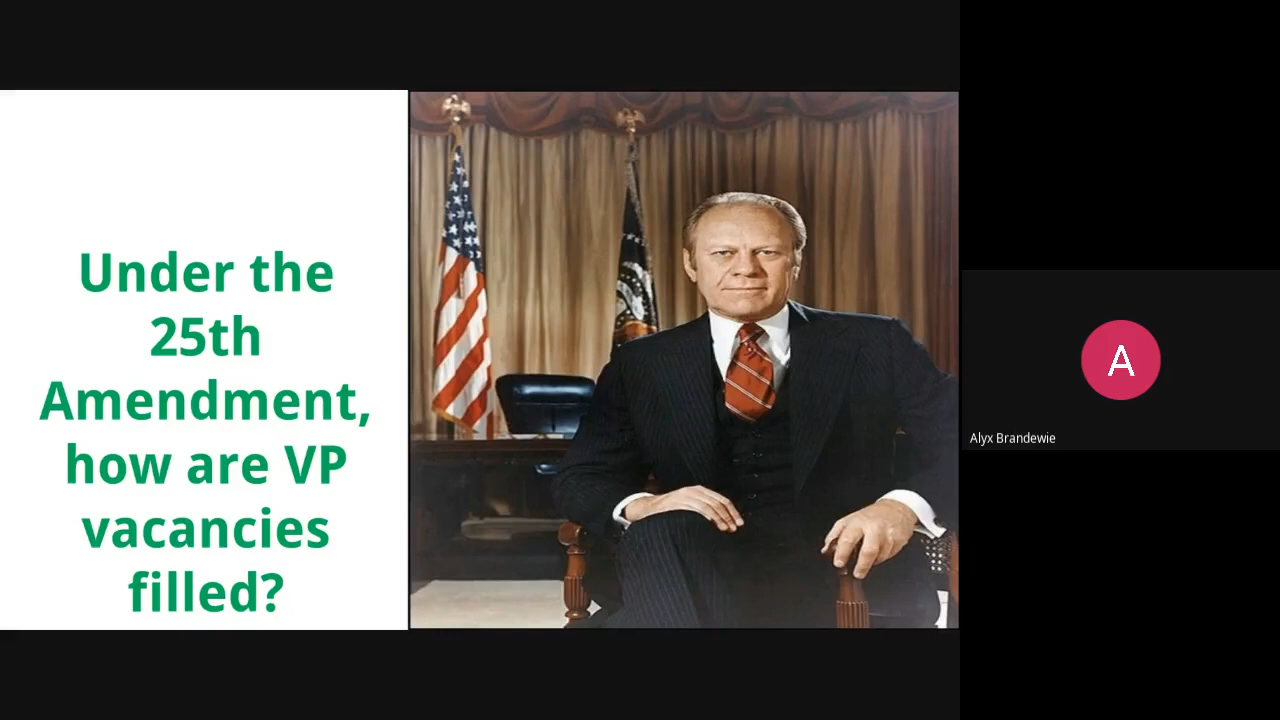 Under the
25th
Amendment,
how are VP
vacancies
filled?
A
Alyx Brandewie